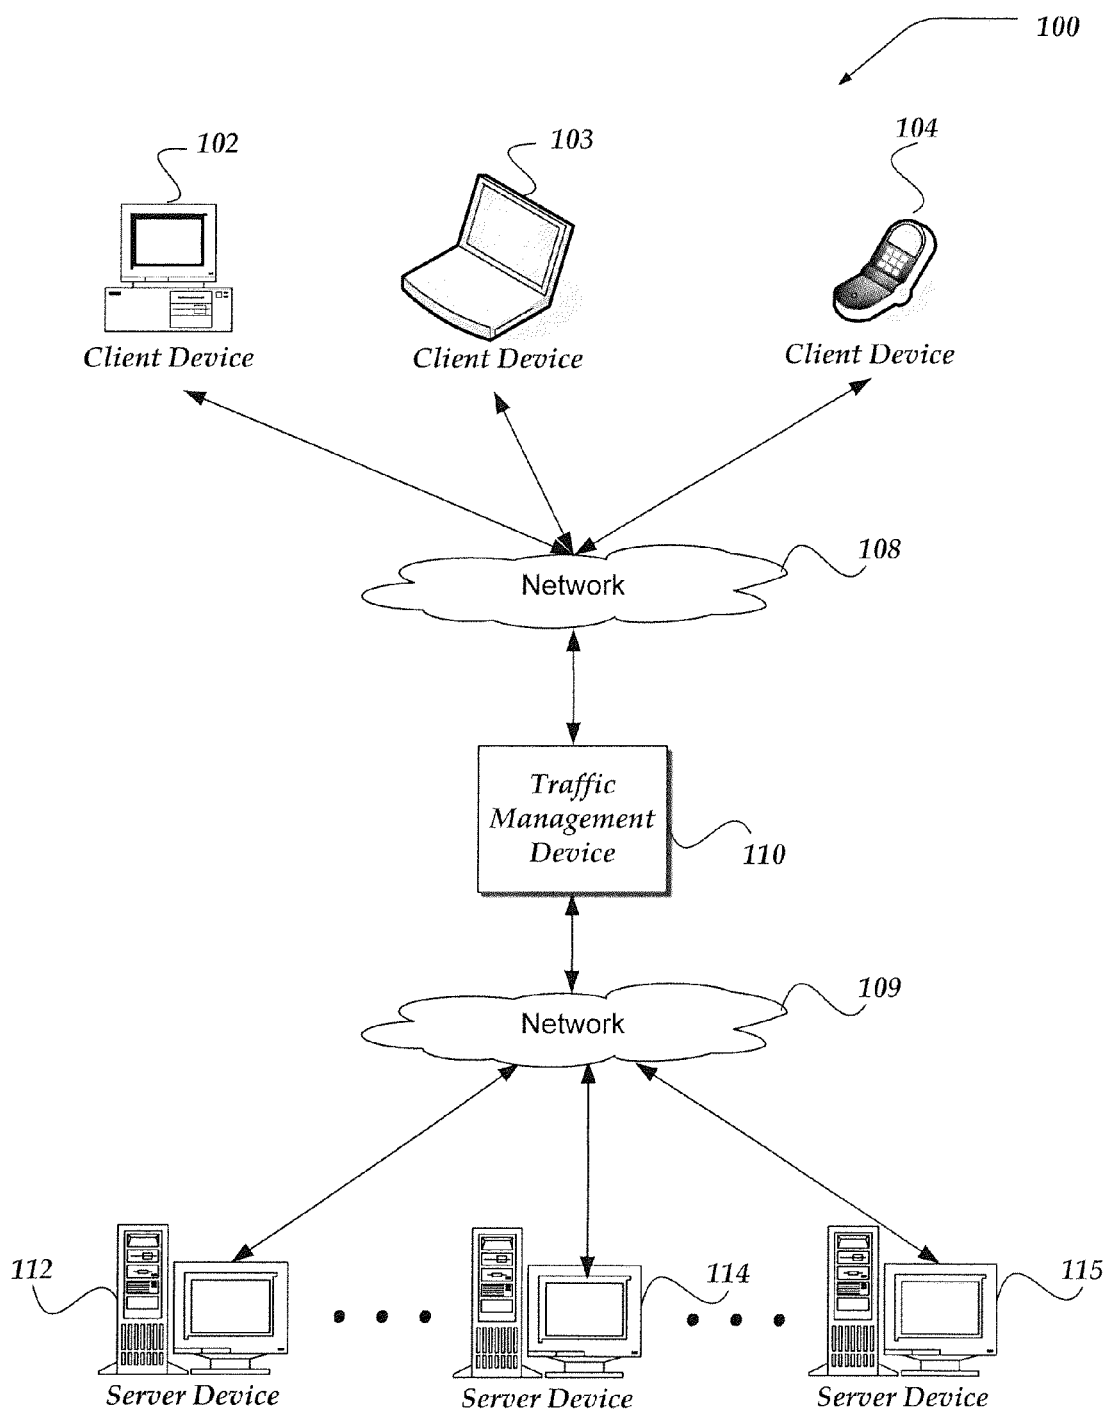 100
102
103
104
Client Device
Client Device
Client Device
108
Network
Traffic
Management
Device
110
109
Network
112
114
115
Server Device
Server Device
Server Device